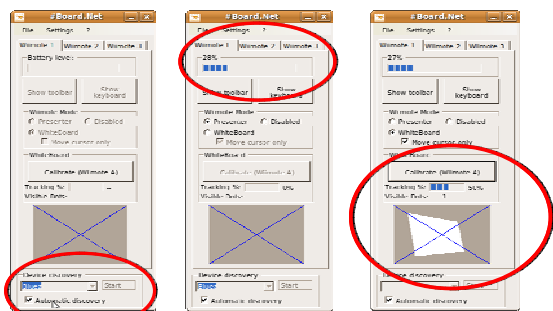 #Board.Net
File Settings ?
Wiimote 1 Wiimote 2 Wiimote 3
Battery level:
Show toolbar
Show keyboard
Wiimote Mode
Presenter Disabled
WhiteBoard
Move cursor only
WhiteBoard
Calibrate (Wiimote A)
Tracking %: --
Visible Dots:
Device discovery
Start
Automatic discovery
#Board.Net
File Settings ?
Wiimote 1 Wiimote 2 Wiimote 3
28%
Show toolbar
Show keyboard
Wiimote Mode
Presenter Disabled
WhiteBoard
Move cursor only
WhiteBoard
Calibrate (Wiimote A)
Tracking %: 0%
Visible Dots:
Device discovery
Start
Automatic discovery
#Board.Net
File Settings ?
Wiimote 1 Wiimote 2 Wiimote 3
27%
Show toolbar
Show keyboard
Wiimote Mode
Presenter Disabled
WhiteBoard
Move cursor only
WhiteBoard
Calibrate (Wiimote A)
Tracking %: 50%
Visible Dots: 1
Device discovery
Start
Automatic discovery